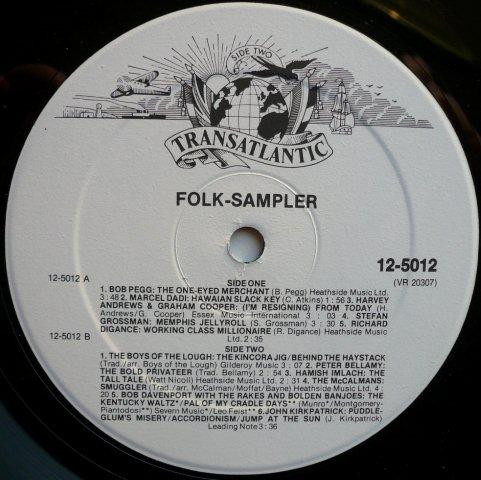 SIDE TWO
TRANSATLANTIC
FOLK-SAMPLER
12-5012
(VR 20307)
12-5012 A
12-5012 B
SIDE ONE
1. BOB PEGG: THE ONE-EYED MERCHANT (B. Pegg) Heathside Music Ltd.
3:48 2. MARCEL DADI: HAWAIIAN SLACK KEY (C. Atkins) 1:56 3. HARVEY
ANDREWS & GRAHAM COOPER: (I'M RESIGNING) FROM TODAY (H.
Andrews/G. Cooper) Essex Music International 3:03 4. STEFAN
GROSSMAN: MEMPHIS JELLYROLL (S. Grossman) 3:30 5. RICHARD
DIGANCE: WORKING CLASS MILLIONAIRE (R. Digance) Heathside Music
Ltd. 2:35
SIDE TWO
1. THE BOYS OF THE LOUGH: THE KINCORA JIG/BEHIND THE HAYSTACK
(Trad./arr. Boys of the Lough) Gilderoy Music 3:01 2. PETER BELLAMY:
THE BOLD PRIVATEER (Trad. Bellamy) 2:54 3. HAMISH IMLACH: THE
TALL TALE (Watt Nicoll) Heathside Music Ltd. 2:31 4. THE McCALMANS:
SMUGGLER (Trad./arr. McCalman/Moffat/Bayne) Heathside Music Ltd. 4:
20 5. BOB DAVENPORT WITH THE RAKES AND BOLDEN BANJOES: THE
KENTUCKY WALTZ*/PAL OF MY CRADLE DAYS** (Munro*/Montgomery-
Piantodosi**) Severn Music*/Leo Feist** 6. JOHN KIRKPATRICK: PUDDLE-
GLUM'S MISERY/ACCORDIONISM/JUMP AT THE SUN (J. Kirkpatrick)
Leading Note 3:36